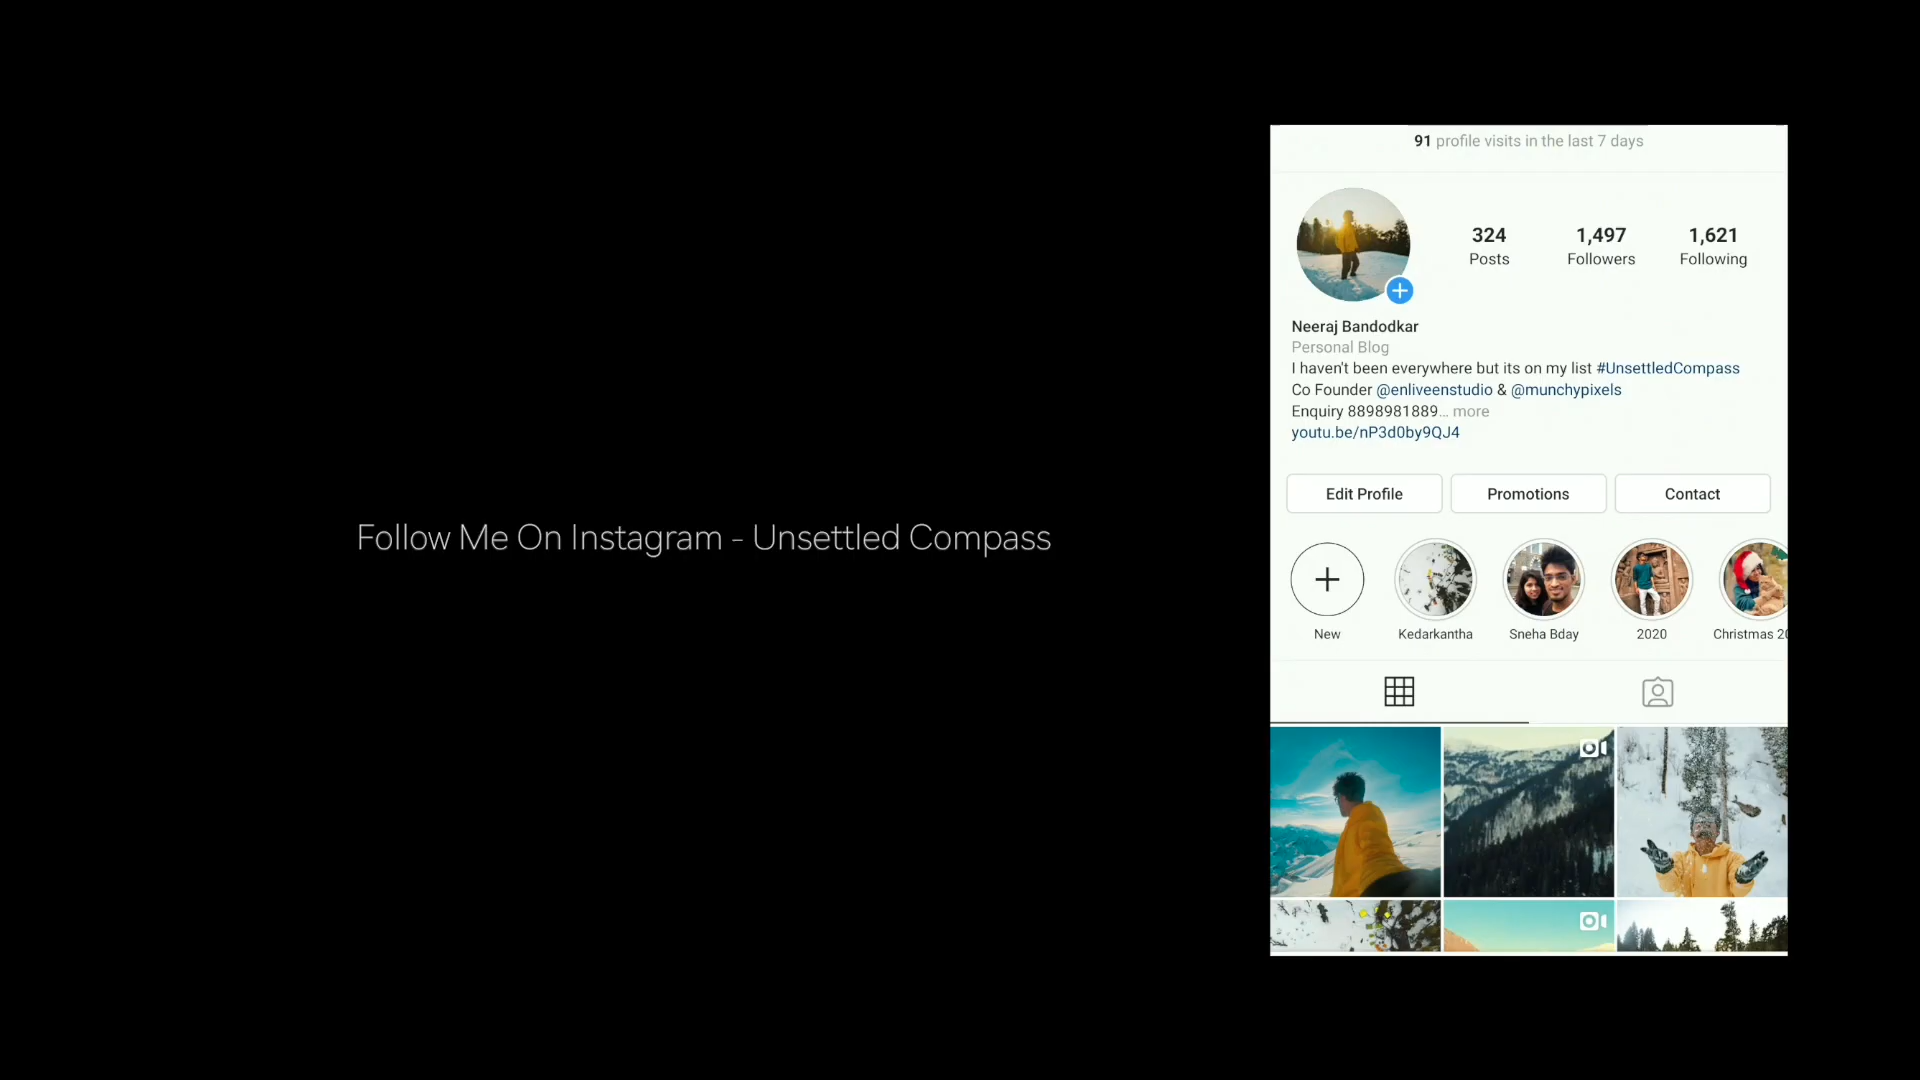 Follow Me On Instagram - Unsettled Compass
91 profile visits in the last 7 days
324 1,497 1,621
Posts Followers Following
Neeraj Bandodkar
Personal Blog
I haven't been everywhere but its on my list #UnsettledCompass
Co Founder @enliveenstudio & @munchypixels
Enquiry 8898981889... more
youtu.be/nP3d0by9QJ4
Edit Profile Promotions Contact
New Kedarkantha Sneha Bday 2020 Christmas 20